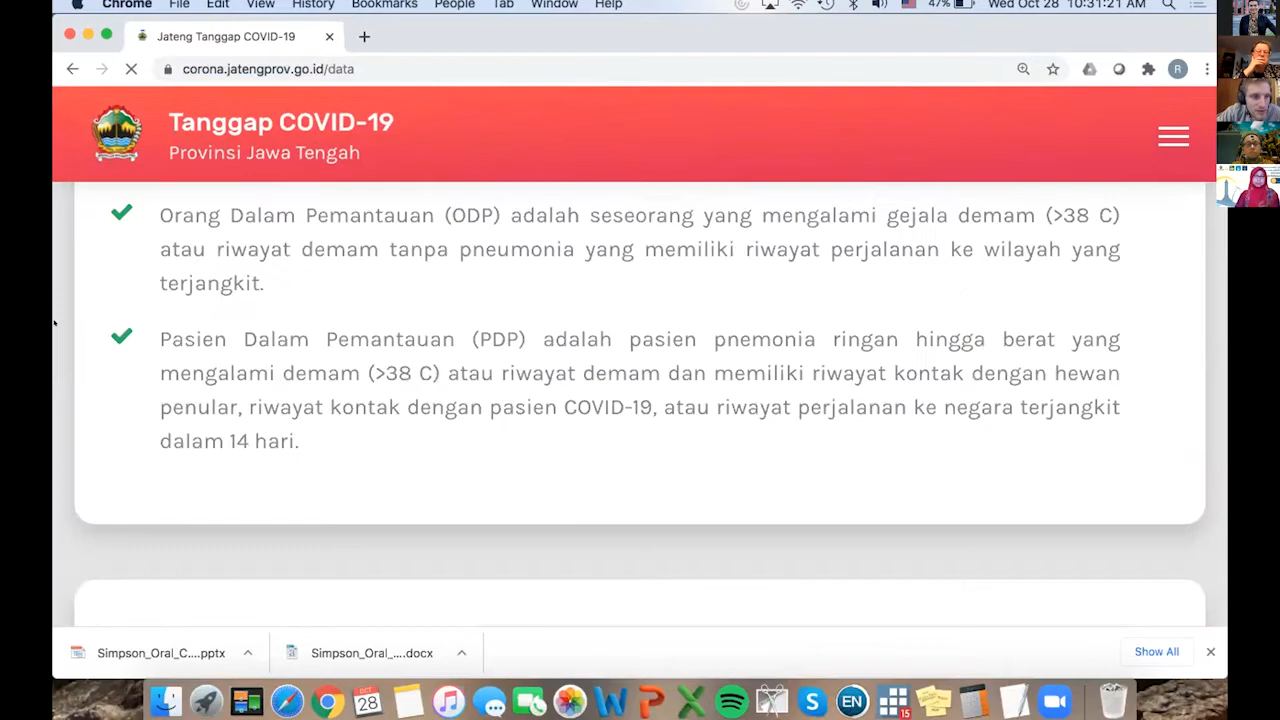 Chrome File Edit View History Bookmarks People Tab Window Help 47% Wed Oct 28 10:31:21 AM
Jateng Tanggap COVID-19
corona.jatengprov.go.id/data R
Tanggap COVID-19
Provinsi Jawa Tengah
Orang Dalam Pemantauan (ODP) adalah seseorang yang mengalami gejala demam (>38 C)
atau riwayat demam tanpa pneumonia yang memiliki riwayat perjalanan ke wilayah yang
terjangkit.
Pasien Dalam Pemantauan (PDP) adalah pasien pnemonia ringan hingga berat yang
mengalami demam (>38 C) atau riwayat demam dan memiliki riwayat kontak dengan hewan
penular, riwayat kontak dengan pasien COVID-19, atau riwayat perjalanan ke negara terjangkit
dalam 14 hari.
Simpson_Oral_C....pptx Simpson_Oral_....docx Show All
OCT
28 EN 15